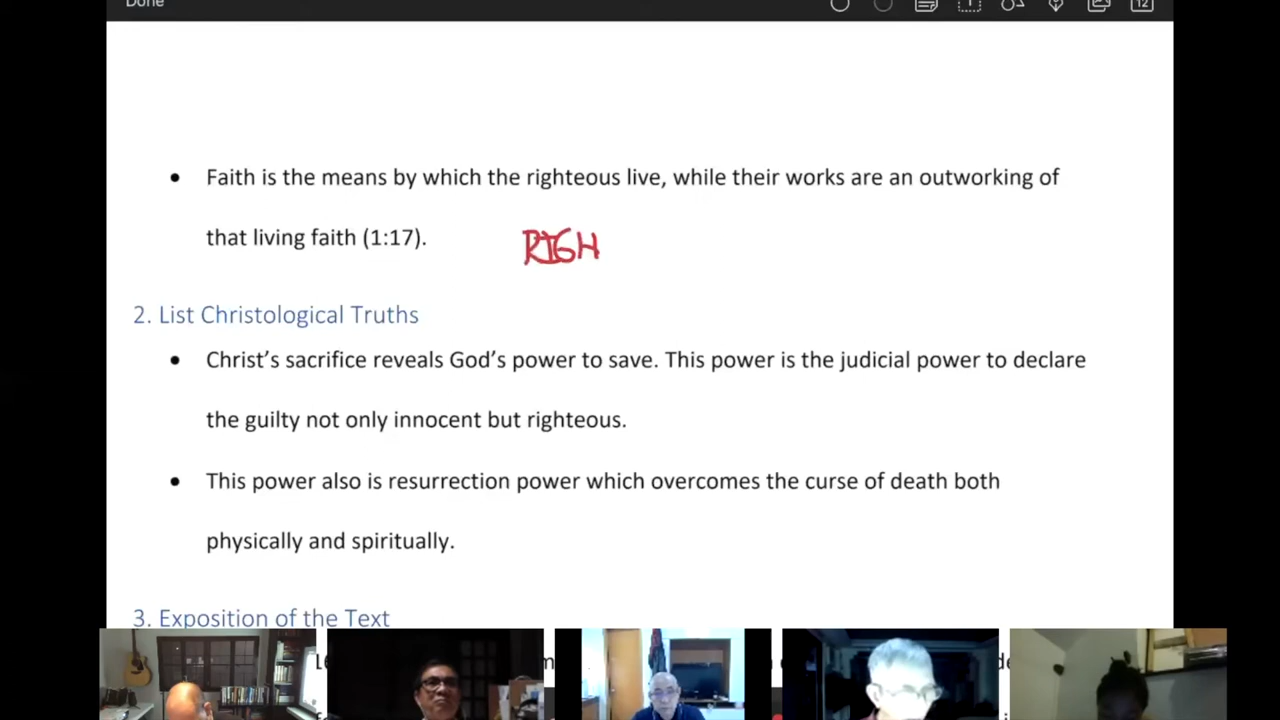 Done
12
Faith is the means by which the righteous live, while their works are an outworking of
that living faith (1:17).
RIGH
2. List Christological Truths
Christ’s sacrifice reveals God’s power to save. This power is the judicial power to declare
the guilty not only innocent but righteous.
This power also is resurrection power which overcomes the curse of death both
physically and spiritually.
3. Exposition of the Text